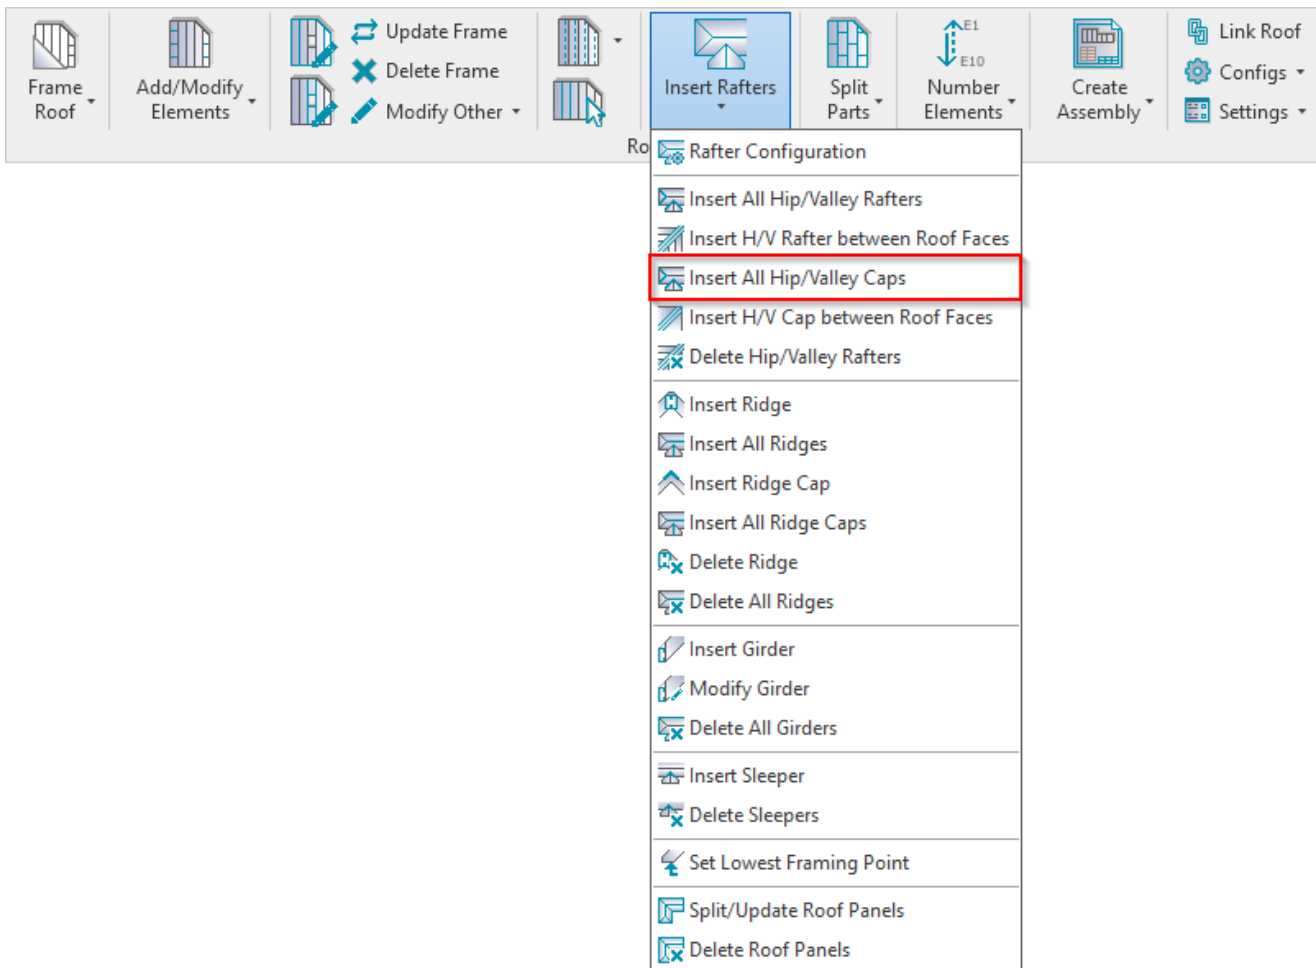 Frame
Roof
Add/Modify
Elements
Update Frame
Delete Frame
Modify Other
Insert Rafters
Split
Parts
E1
E10
Number
Elements
Create
Assembly
Link Roof
Configs
Settings
Ro
Rafter Configuration
Insert All Hip/Valley Rafters
Insert H/V Rafter between Roof Faces
Insert All Hip/Valley Caps
Insert H/V Cap between Roof Faces
Delete Hip/Valley Rafters
Insert Ridge
Insert All Ridges
Insert Ridge Cap
Insert All Ridge Caps
Delete Ridge
Delete All Ridges
Insert Girder
Modify Girder
Delete All Girders
Insert Sleeper
Delete Sleepers
Set Lowest Framing Point
Split/Update Roof Panels
Delete Roof Panels